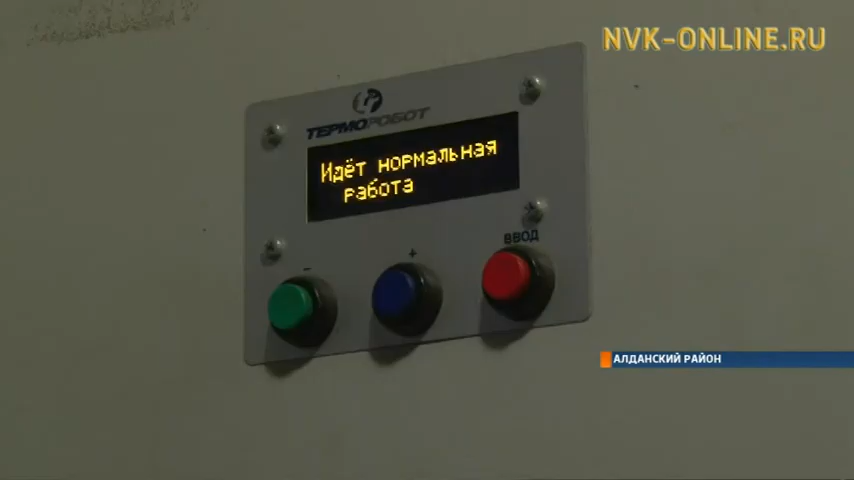 NVK-ONLINE.RU
ТЕРМОРОБОТ
Идёт нормальная
работа
- + ВВОД
АЛДАНСКИЙ РАЙОН